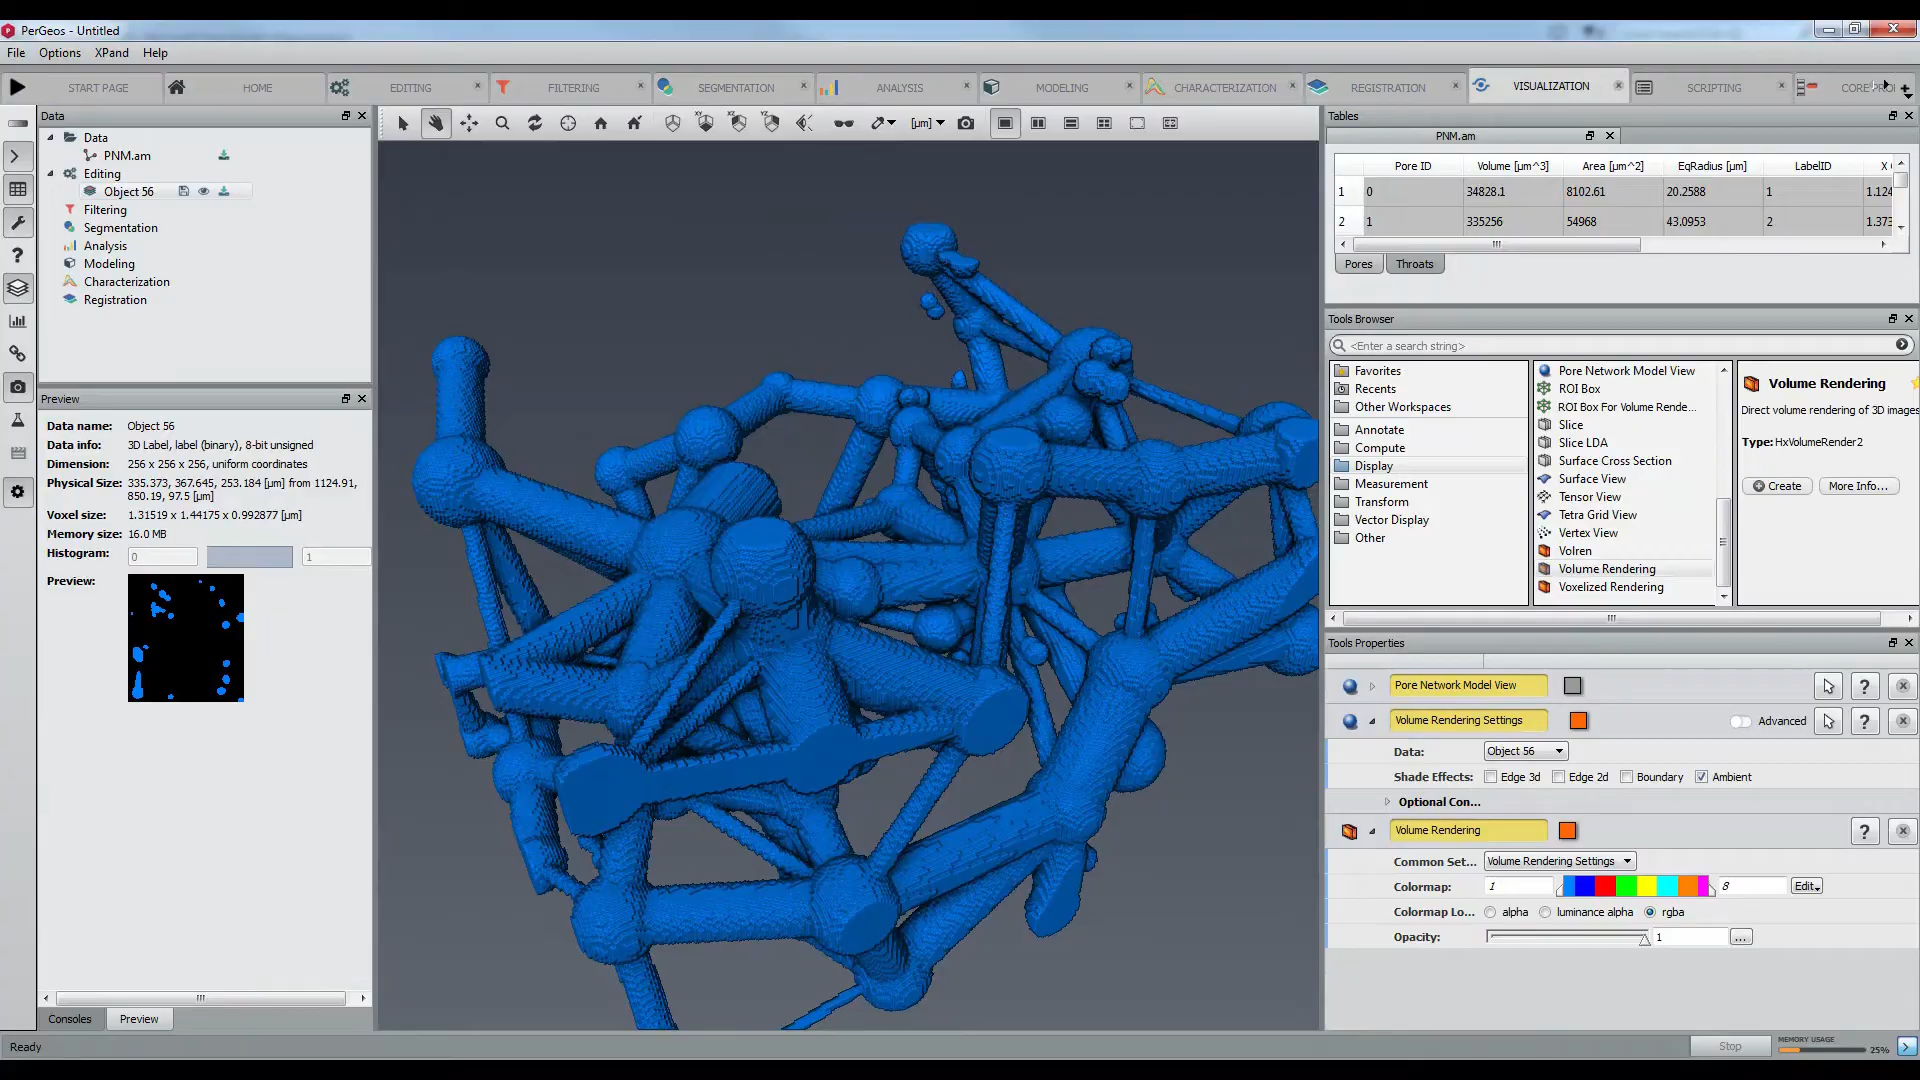 PerGeos - Untitled
File Options XPand Help
START PAGE HOME EDITING FILTERING SEGMENTATION ANALYSIS MODELING CHARACTERIZATION REGISTRATION VISUALIZATION SCRIPTING
Data
Data
PNM.am
Editing
Object 56
Filtering
Segmentation
Analysis
Modeling
Characterization
Registration
Preview
Data name: Object 56
Data info: 3D Label, label (binary), 8-bit unsigned
Dimension: 256 x 256 x 256, uniform coordinates
Physical Size: 335.373, 367.645, 253.184 [µm] from 1124.91,
850.19, 97.5 [µm]
Voxel size: 1.31519 x 1.44175 x 0.992877 [µm]
Memory size: 16.0 MB
Histogram: 0 1
Preview:
Consoles Preview
Ready
XY XZ YZ [µm]
Tables
PNM.am
Pore ID Volume [µm^3] Area [µm^2] EqRadius [µm] LabelID X
1 0 34828.1 8102.61 20.2588 1 1.124
2 1 335256 54968 43.0953 2 1.373
Pores Throats
Tools Browser
<Enter a search string>
Favorites
Recents
Other Workspaces
Annotate
Compute
Display
Measurement
Transform
Vector Display
Other
Pore Network Model View
ROI Box
ROI Box For Volume Rende...
Slice
Slice LDA
Surface Cross Section
Surface View
Tensor View
Tetra Grid View
Vertex View
Volren
Volume Rendering
Voxelized Rendering
Volume Rendering
Direct volume rendering of 3D images
Type: HxVolumeRender2
Create More Info...
Tools Properties
Pore Network Model View
?
Volume Rendering Settings Advanced
?
Data: Object 56
Shade Effects: Edge 3d Edge 2d Boundary Ambient
Optional Con...
Volume Rendering
?
Common Set... Volume Rendering Settings
Colormap: 1 8 Edit
Colormap Lo... alpha luminance alpha rgba
Opacity: 1 ...
Stop MEMORY USAGE 25%